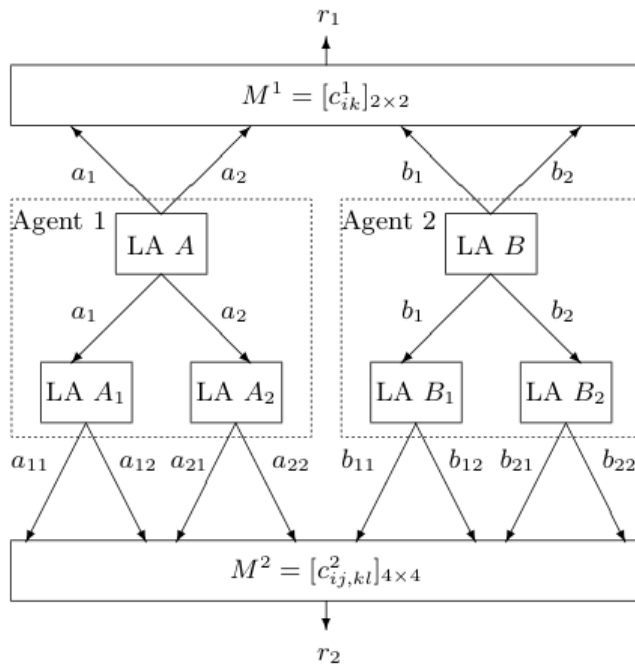 r₁
M¹ = [c¹ᵢₖ]₂ₓ₂
a₁ a₂ b₁ b₂
Agent 1 Agent 2
LA A LA B
a₁ a₂ b₁ b₂
LA A₁ LA A₂ LA B₁ LA B₂
a₁₁ a₁₂ a₂₁ a₂₂ b₁₁ b₁₂ b₂₁ b₂₂
M² = [c²ᵢⱼ,ₖₗ]₄ₓ₄
r₂